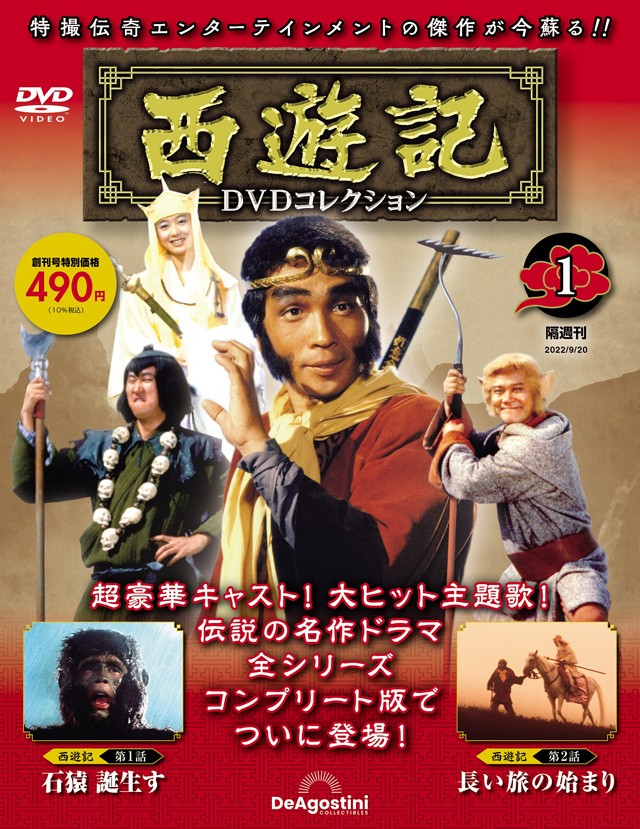 特撮伝奇エンターテインメントの傑作が今蘇る!!
DVD
VIDEO™
西遊記
DVDコレクション
創刊号特別価格
490円
(10%税込)
1
隔週刊
2022/9/20
超豪華キャスト! 大ヒット主題歌!
伝説の名作ドラマ
全シリーズ
コンプリート版で
ついに登場!
西遊記 第1話
石猿 誕生す
西遊記 第2話
長い旅の始まり
DeAgostini
COLLECTIBLES